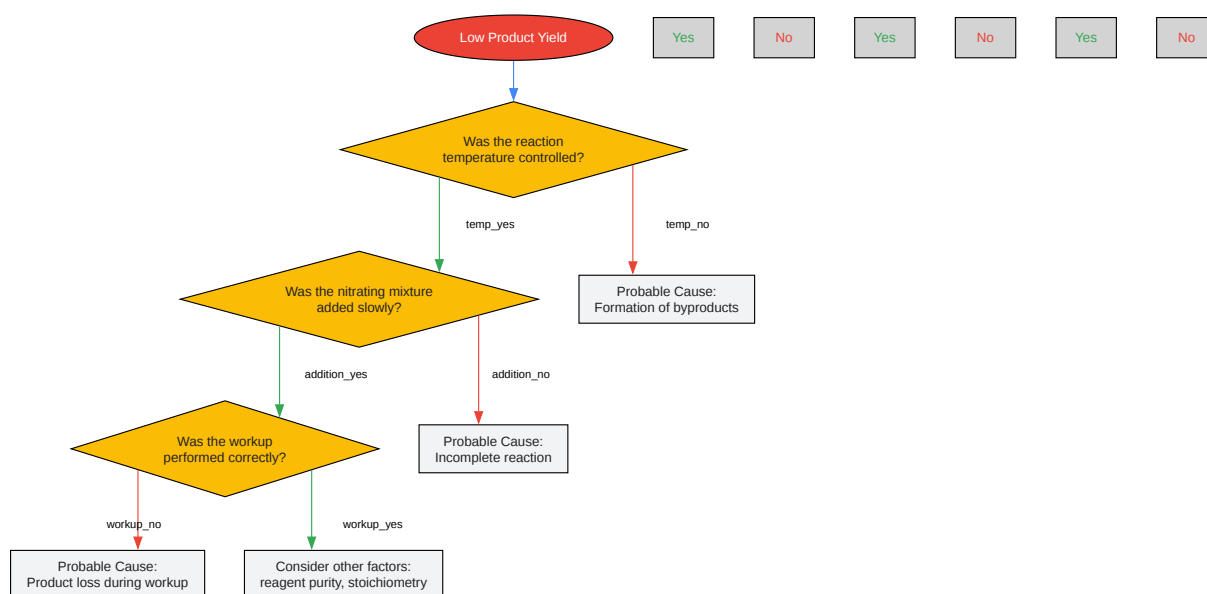 Low Product Yield
Yes
No
Yes
No
Yes
No
Was the reaction
temperature controlled?
temp_yes
temp_no
Was the nitrating mixture
added slowly?
Probable Cause:
Formation of byproducts
addition_yes
addition_no
Was the workup
performed correctly?
Probable Cause:
Incomplete reaction
workup_no
workup_yes
Probable Cause:
Product loss during workup
Consider other factors:
reagent purity, stoichiometry